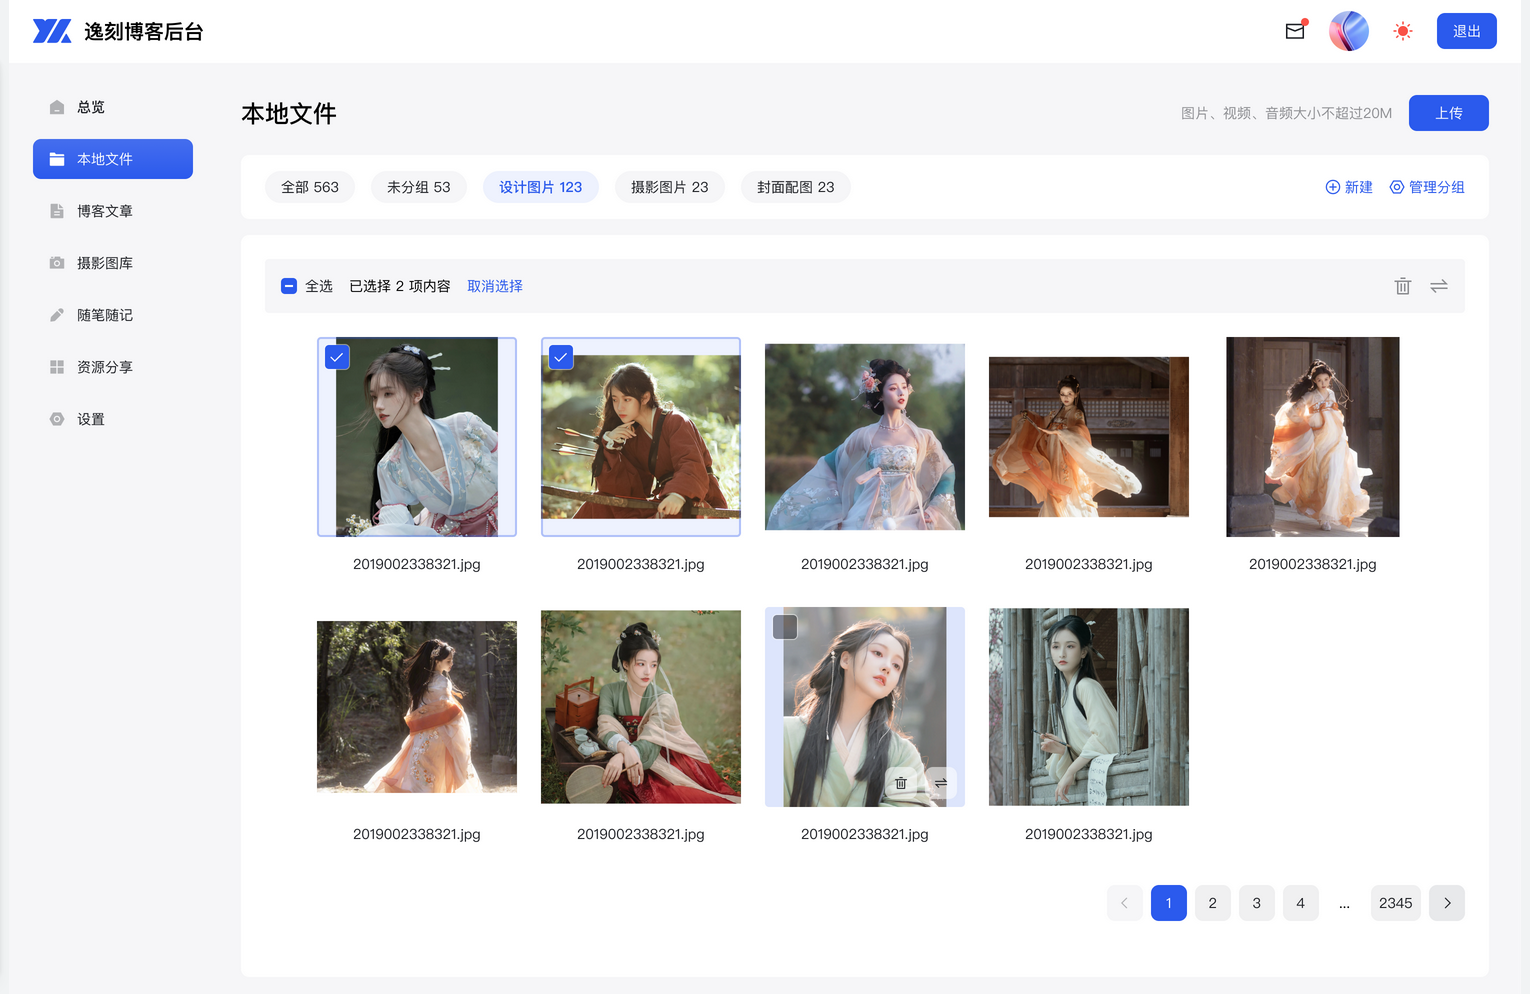 逸刻博客后台
退出
总览
本地文件
博客文章
摄影图库
随笔随记
资源分享
设置
本地文件
图片、视频、音频大小不超过20M
上传
全部 563
未分组 53
设计图片 123
摄影图片 23
封面配图 23
新建
管理分组
全选
已选择 2 项内容
取消选择
2019002338321.jpg
2019002338321.jpg
2019002338321.jpg
2019002338321.jpg
2019002338321.jpg
2019002338321.jpg
2019002338321.jpg
2019002338321.jpg
2019002338321.jpg
1
2
3
4
...
2345